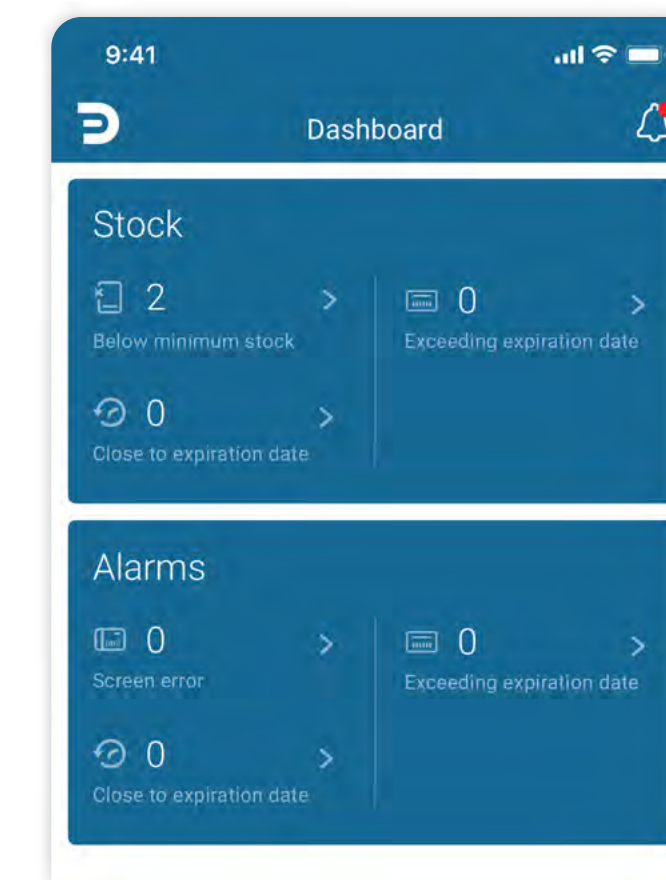 9:41
Dashboard
Stock
2
Below minimum stock
0
Exceeding expiration date
0
Close to expiration date
Alarms
0
Screen error
0
Exceeding expiration date
0
Close to expiration date